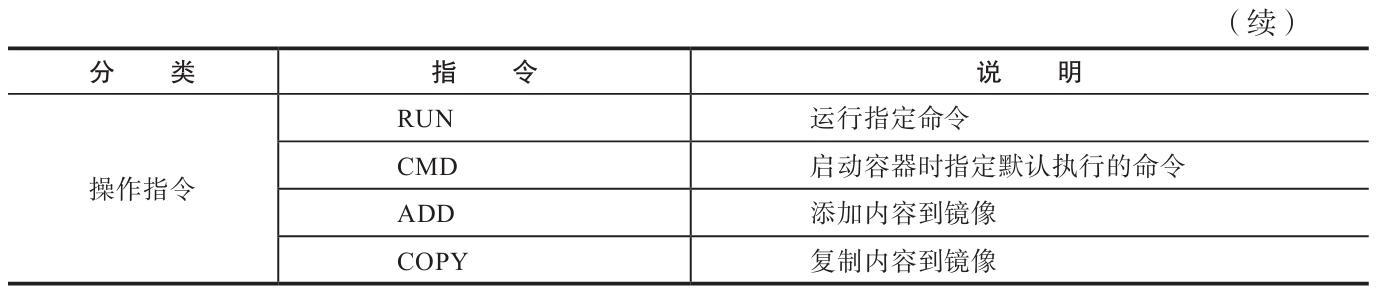 （续）
分 类 指 令 说 明
RUN 运行指定命令
CMD 启动容器时指定默认执行的命令
操作指令
ADD 添加内容到镜像
COPY 复制内容到镜像